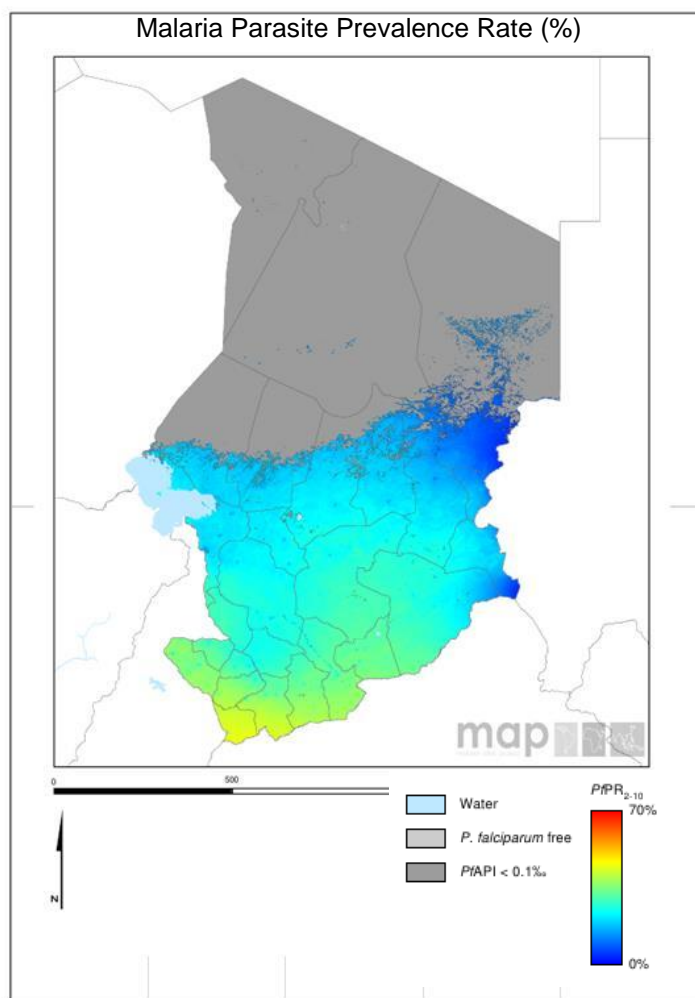 Malaria Parasite Prevalence Rate (%)
map
0 500
Water
P. falciparum free
PfAPI < 0.1‰
PfPR2-10
70%
0%
N